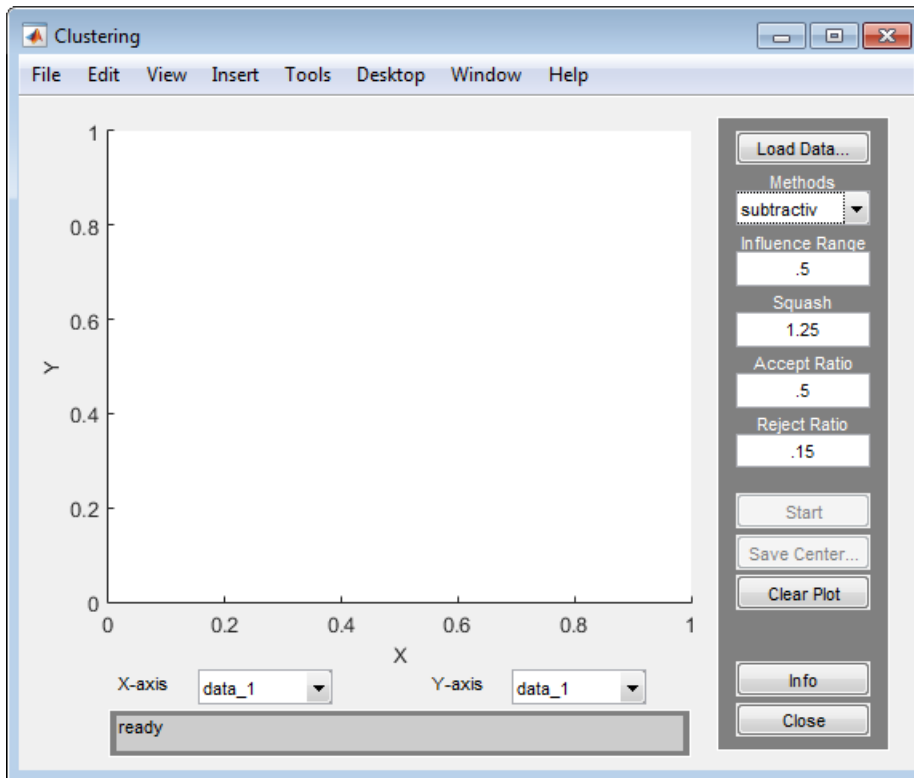 Clustering
File Edit View Insert Tools Desktop Window Help
1
0.8
0.6
0.4
0.2
0
Y
0 0.2 0.4 0.6 0.8 1
X
X-axis data_1 Y-axis data_1
ready
Load Data...
Methods
subtractiv
Influence Range
.5
Squash
1.25
Accept Ratio
.5
Reject Ratio
.15
Start
Save Center...
Clear Plot
Info
Close